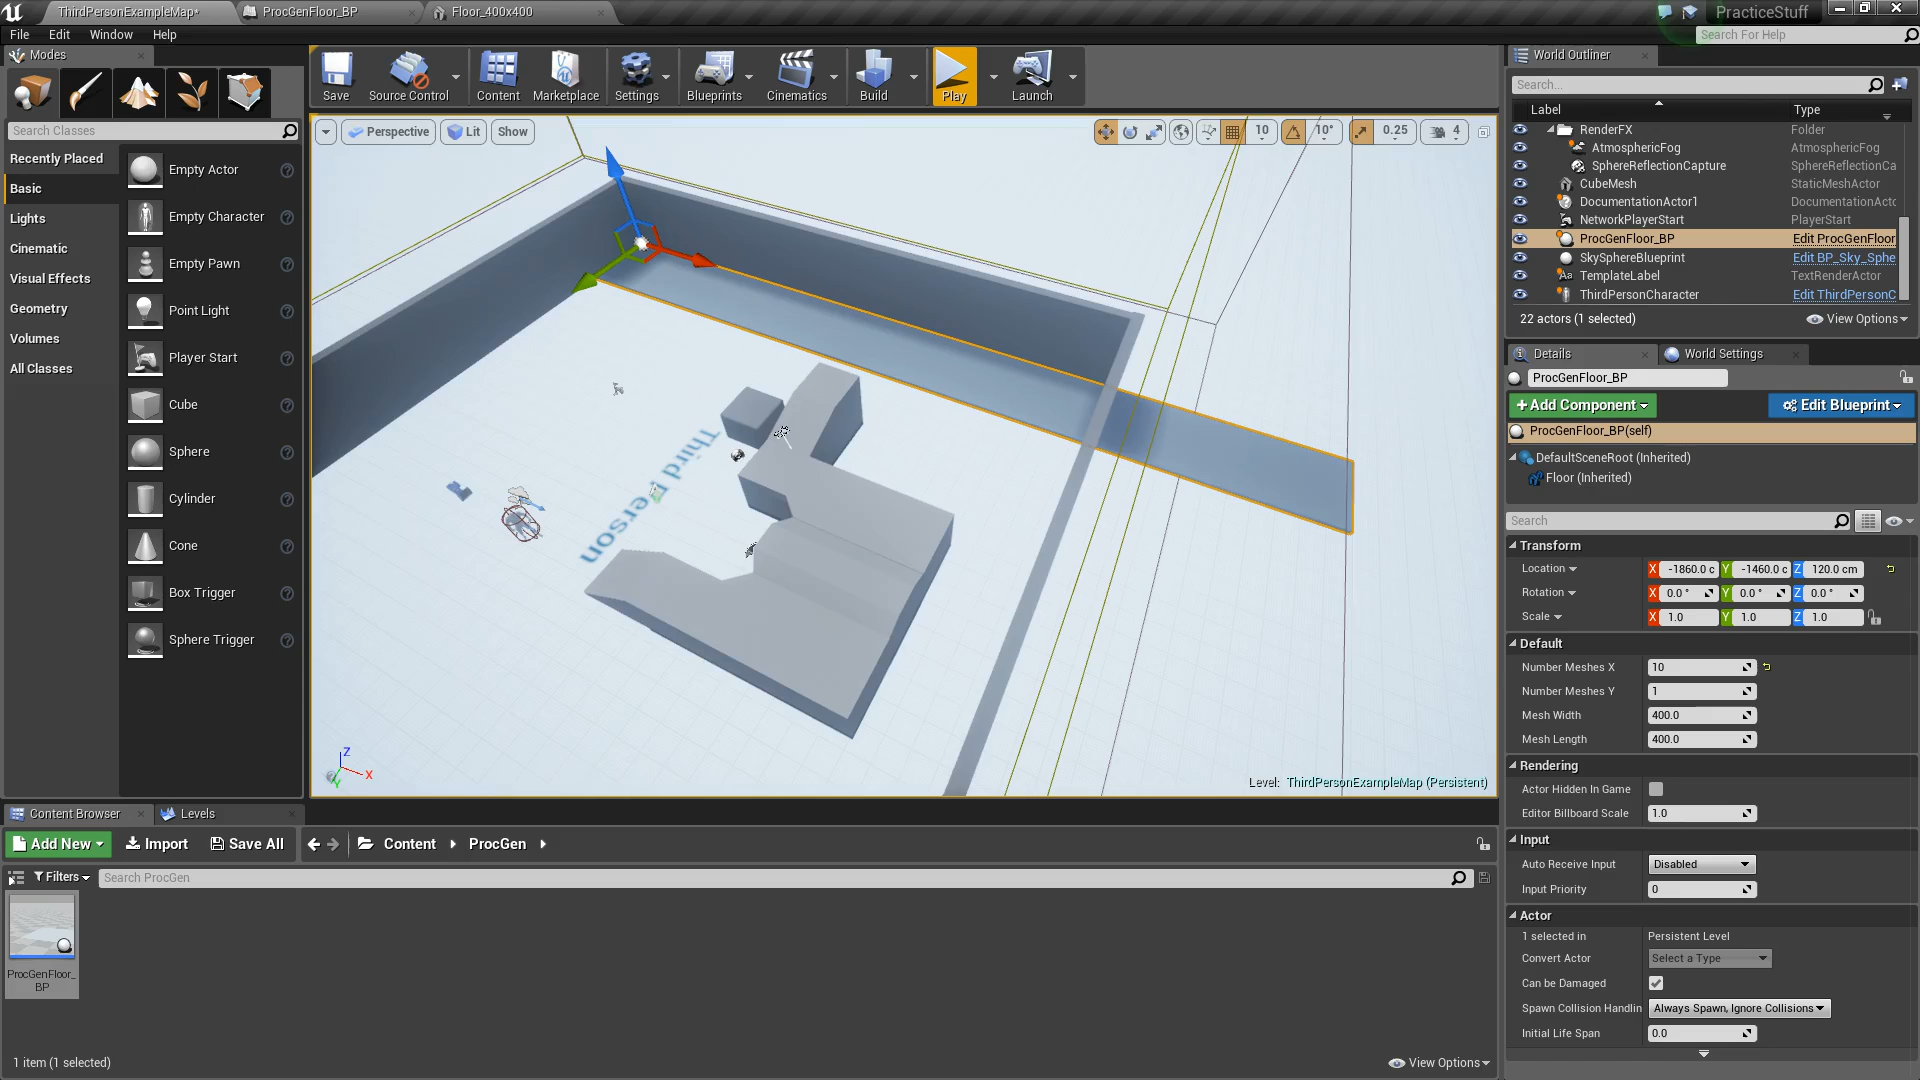 ThirdPersonExampleMap*
ProcGenFloor_BP
Floor_400x400
PracticeStuff
File
Edit
Window
Help
Search For Help
Modes
Search Classes
Recently Placed
Basic
Lights
Cinematic
Visual Effects
Geometry
Volumes
All Classes
Empty Actor
Empty Character
Empty Pawn
Point Light
Player Start
Cube
Sphere
Cylinder
Cone
Box Trigger
Sphere Trigger
Save
Source Control
Content
Marketplace
Settings
Blueprints
Cinematics
Build
Play
Launch
Perspective
Lit
Show
10
10°
0.25
4
Third Person
Z
X
Y
Level: ThirdPersonExampleMap (Persistent)
World Outliner
Search...
Label
Type
RenderFX
Folder
AtmosphericFog
AtmosphericFog
SphereReflectionCapture
SphereReflectionCa
CubeMesh
StaticMeshActor
DocumentationActor1
DocumentationActo
NetworkPlayerStart
PlayerStart
ProcGenFloor_BP
Edit ProcGenFloor
SkySphereBlueprint
Edit BP_Sky_Sphe
TemplateLabel
TextRenderActor
ThirdPersonCharacter
Edit ThirdPersonC
22 actors (1 selected)
View Options
Details
World Settings
ProcGenFloor_BP
+Add Component
Edit Blueprint
ProcGenFloor_BP(self)
DefaultSceneRoot (Inherited)
Floor (Inherited)
Search
Transform
Location
X -1860.0 c Y -1460.0 c Z 120.0 cm
Rotation
X 0.0 ° Y 0.0 ° Z 0.0 °
Scale
X 1.0 Y 1.0 Z 1.0
Default
Number Meshes X
10
Number Meshes Y
1
Mesh Width
400.0
Mesh Length
400.0
Rendering
Actor Hidden In Game
Editor Billboard Scale
1.0
Input
Auto Receive Input
Disabled
Input Priority
0
Actor
1 selected in
Persistent Level
Convert Actor
Select a Type
Can be Damaged
Spawn Collision Handlin
Always Spawn, Ignore Collisions
Initial Life Span
0.0
Content Browser
Levels
Add New
Import
Save All
Content
ProcGen
Filters
Search ProcGen
ProcGenFloor_
BP
1 item (1 selected)
View Options